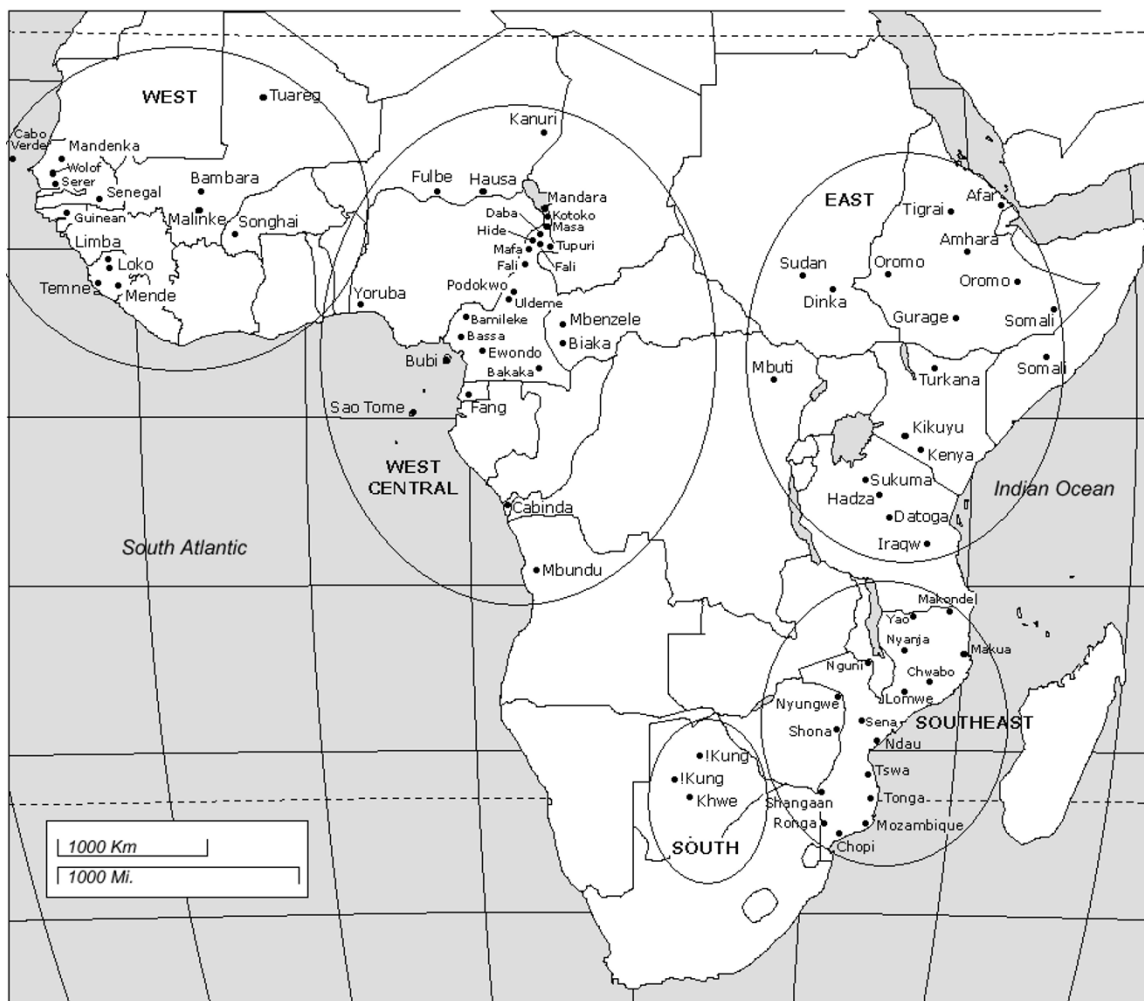 WEST
Tuareg
Cabo
Verde
Mandenka
Wolof
Serer
Senegal
Guinean
Bambara
Malinke
Songhai
Limba
Loko
Temne
Mende
Kanuri
Fulbe
Hausa
Mandara
Daba
Kotoko
Masa
Hide
Mafa
Tupuri
Fali
Fali
Podokwo
Uldeme
Yoruba
Bamileke
Mbenzele
Bassa
Biaka
Ewondo
Bubi
Bakaka
Fang
Sao Tome
WEST
CENTRAL
Cabinda
Mbundu
EAST
Afar
Tigrai
Amhara
Sudan
Oromo
Oromo
Dinka
Gurage
Somali
Somali
Mbuti
Turkana
Kikuyu
Kenya
Sukuma
Hadza
Datoga
Iraqw
Indian Ocean
South Atlantic
Makondel
Yao
Nyanja
Makua
Nguni
Chwabo
Lomwe
Nyungwe
Sena
SOUTHEAST
Shona
Ndau
Tswa
Shangaan
Tonga
Ronga
Mozambique
Chopi
!Kung
!Kung
Khwe
SOUTH
1000 Km
1000 Mi.